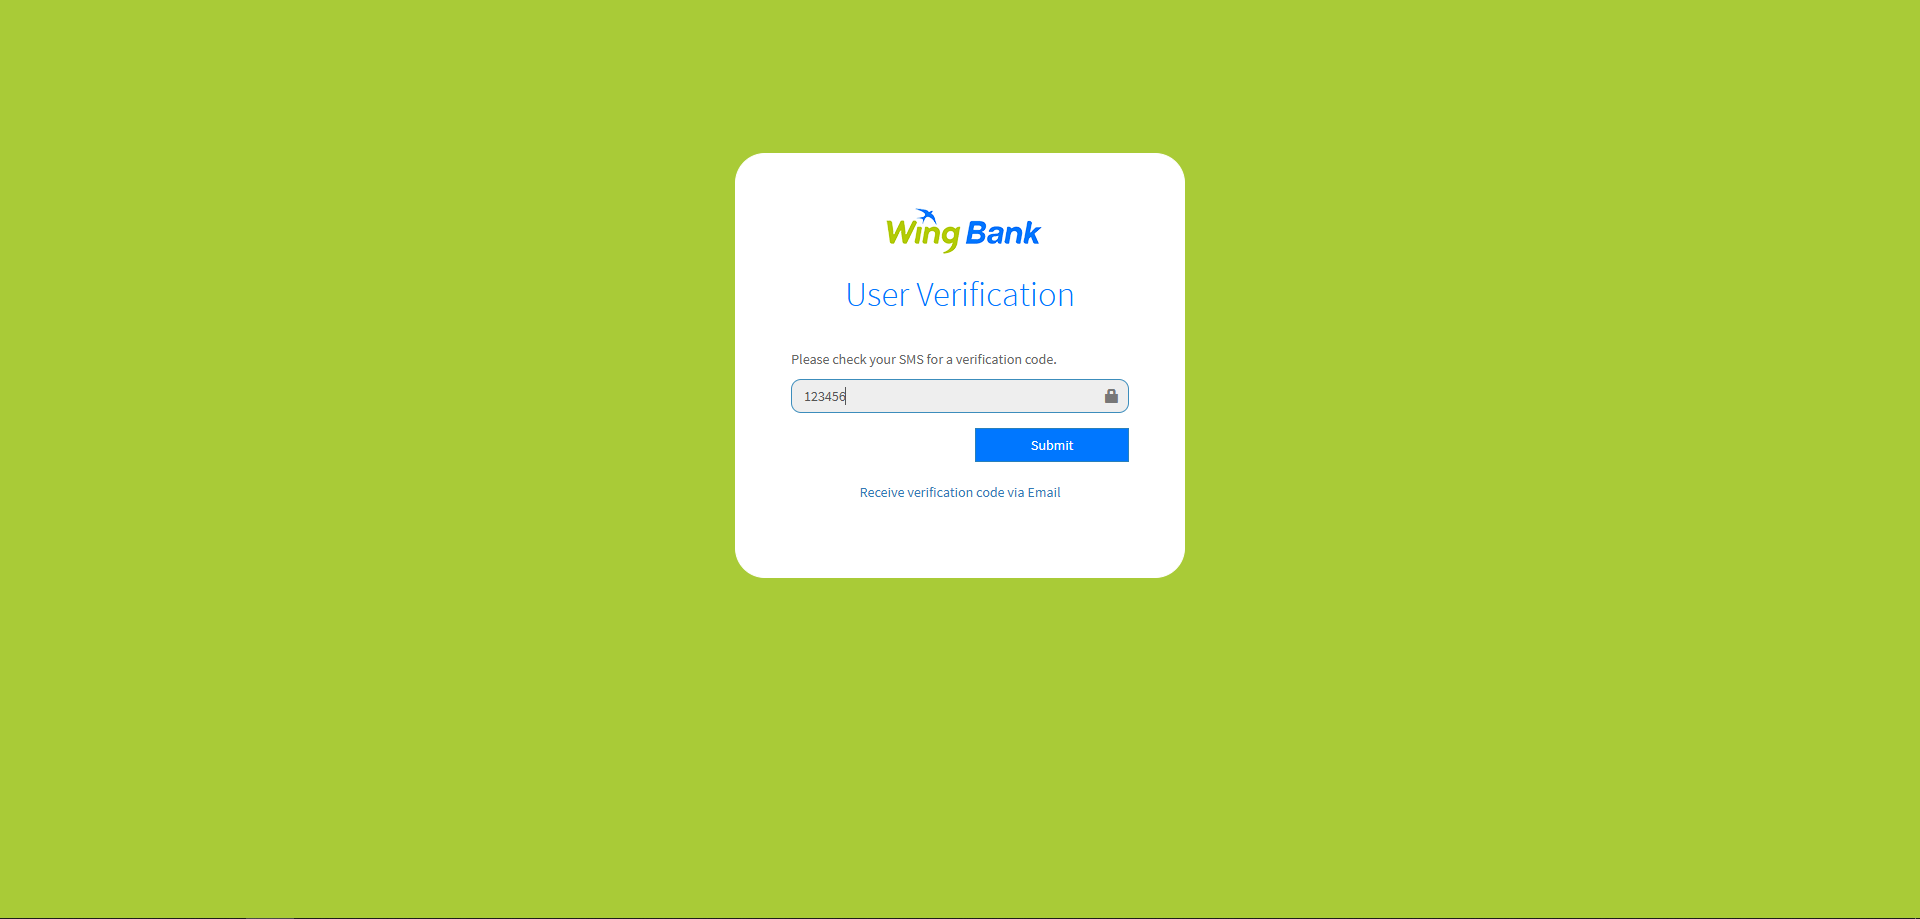 Wing Bank
User Verification
Please check your SMS for a verification code.
123456
Submit
Receive verification code via Email